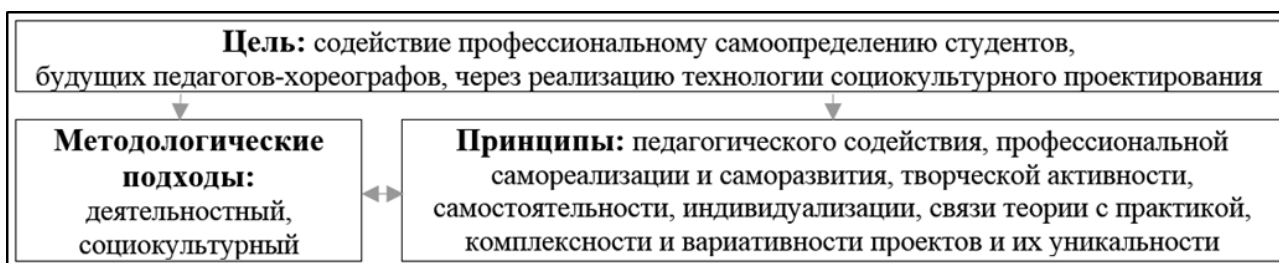 Цель: содействие профессиональному самоопределению студентов,
будущих педагогов-хореографов, через реализацию технологии социокультурного проектирования
Методологические
подходы:
деятельностный,
социокультурный
Принципы: педагогического содействия, профессиональной
самореализации и саморазвития, творческой активности,
самостоятельности, индивидуализации, связи теории с практикой,
комплексности и вариативности проектов и их уникальности